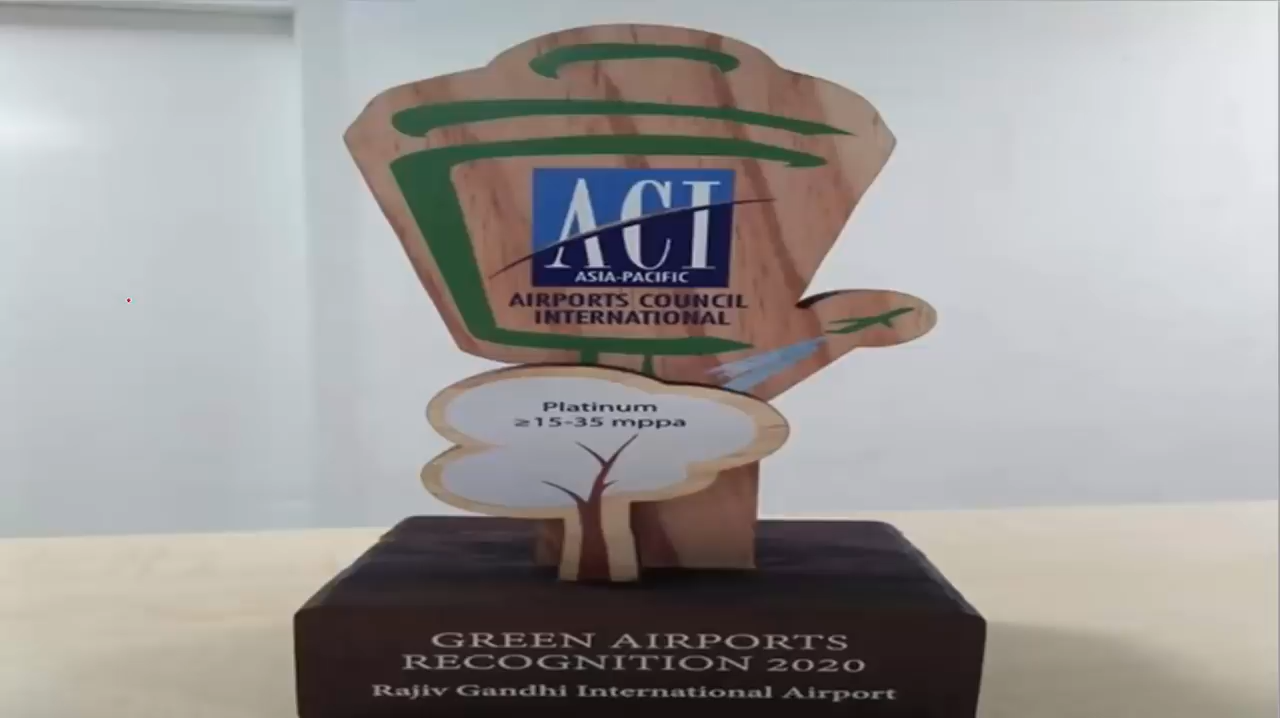 ACI
ASIA-PACIFIC
AIRPORTS COUNCIL
INTERNATIONAL
Platinum
≥15-35 mppa
GREEN AIRPORTS
RECOGNITION 2020
Rajiv Gandhi International Airport